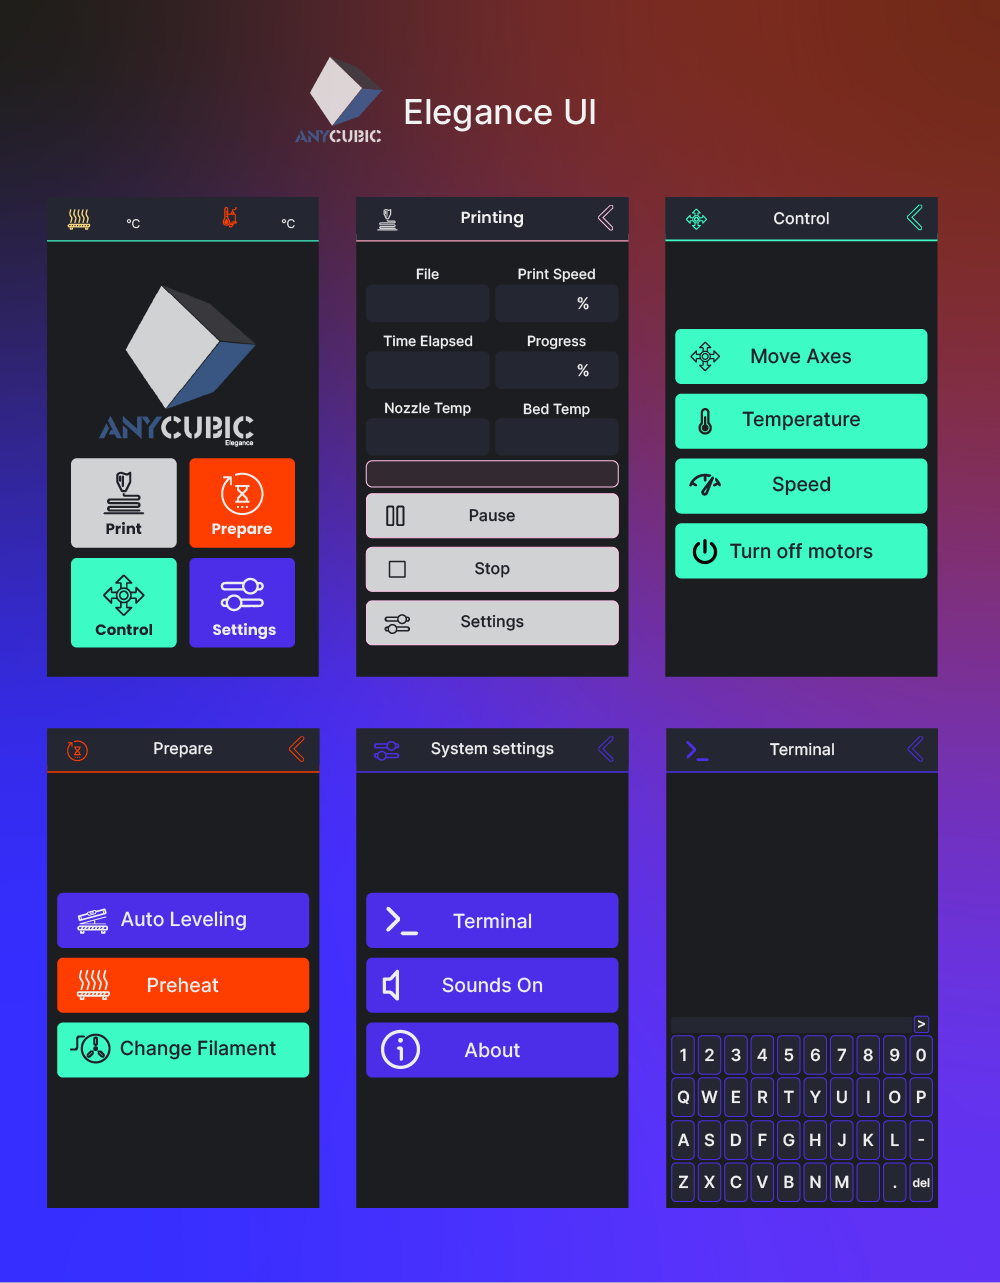 ANYCUBIC
Elegance UI
°C
°C
ANYCUBIC
Elegance
Print
Prepare
Control
Settings
Printing
File
Print Speed
%
Time Elapsed
Progress
%
Nozzle Temp
Bed Temp
Pause
Stop
Settings
Control
Move Axes
Temperature
Speed
Turn off motors
Prepare
Auto Leveling
Preheat
Change Filament
System settings
>_ Terminal
Sounds On
About
>_ Terminal
>
1 2 3 4 5 6 7 8 9 0
Q W E R T Y U I O P
A S D F G H J K L -
Z X C V B N M . del